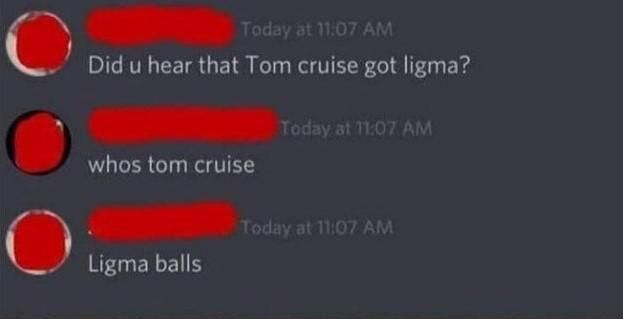 Today at 11:07 AM
Did u hear that Tom cruise got ligma?
Today at 11:07 AM
whos tom cruise
Today at 11:07 AM
Ligma balls